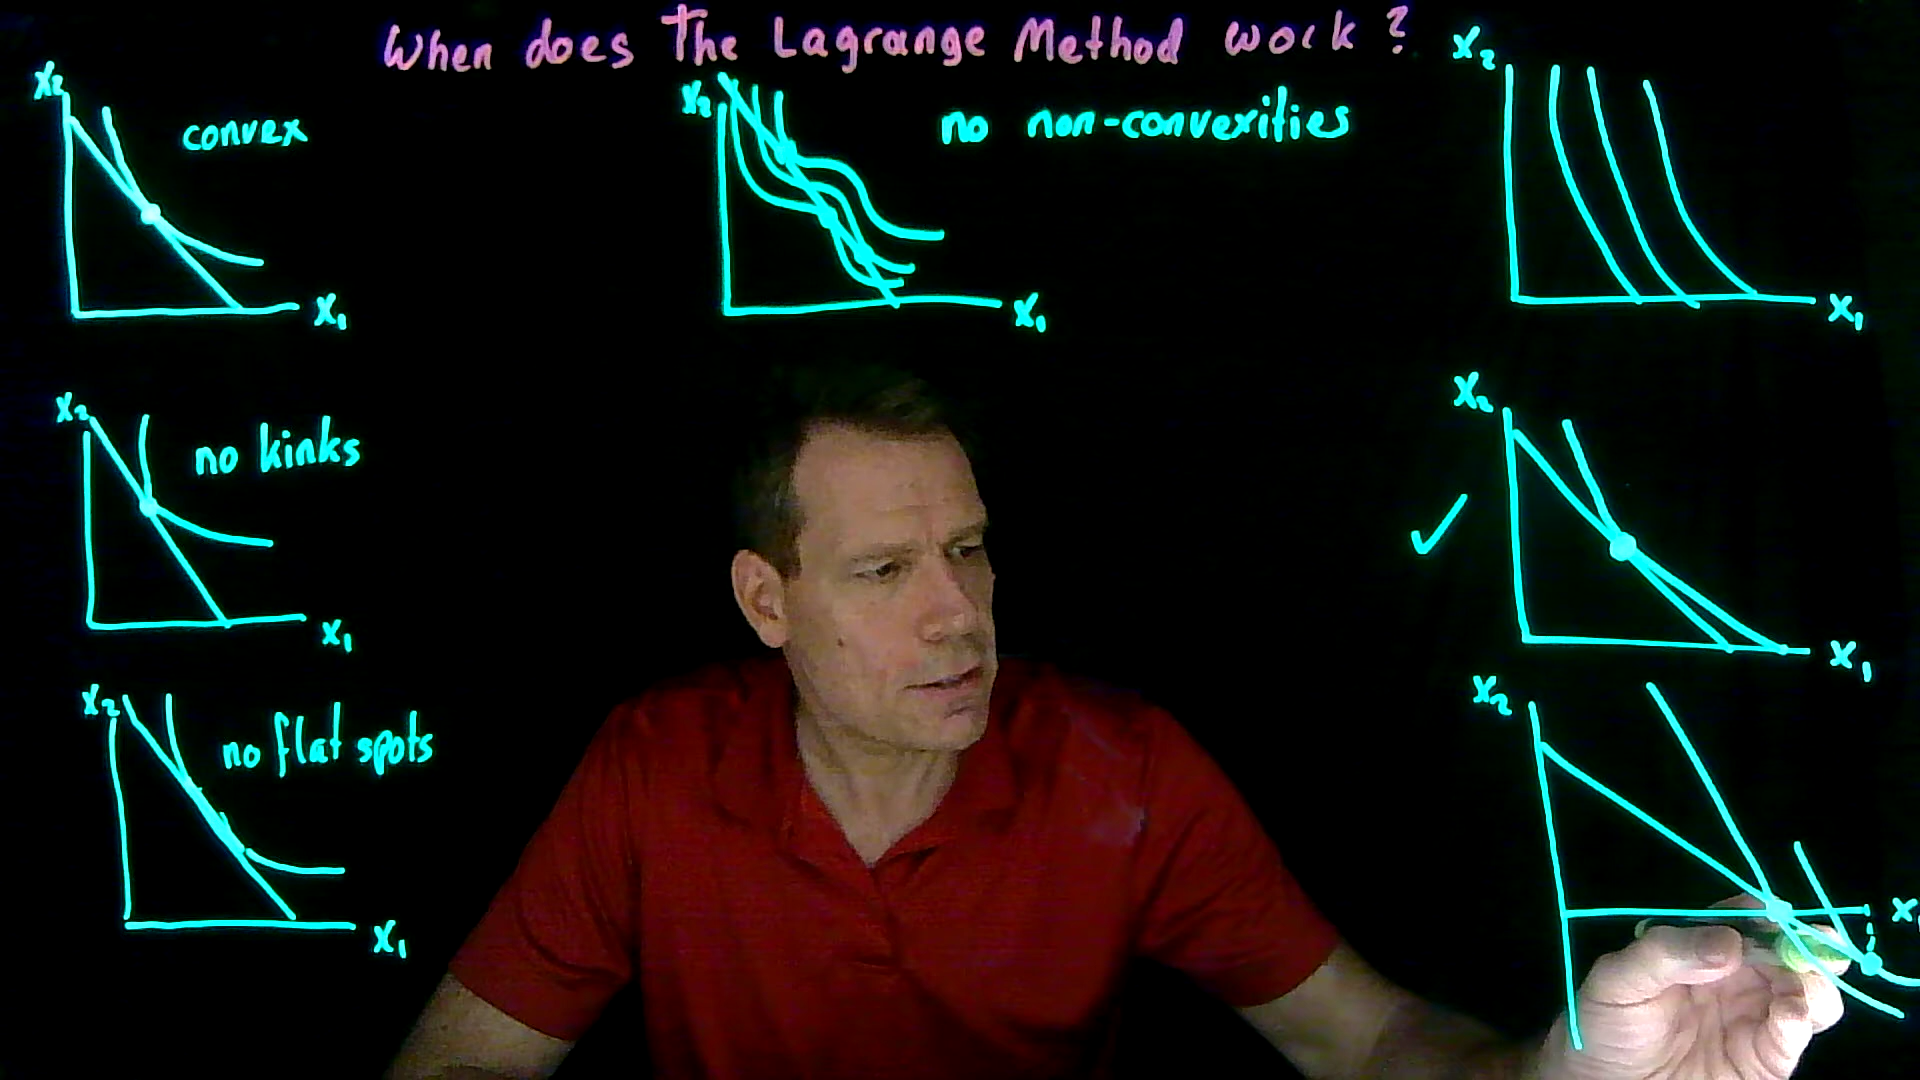 When does The Lagrange Method work ?
x₂
convex
x₁
x₂
no non-convexities
x₁
x₂
x₁
x₂
no kinks
x₁
x₂
✓
x₁
x₂
no flat spots
x₁
x₂
x₁